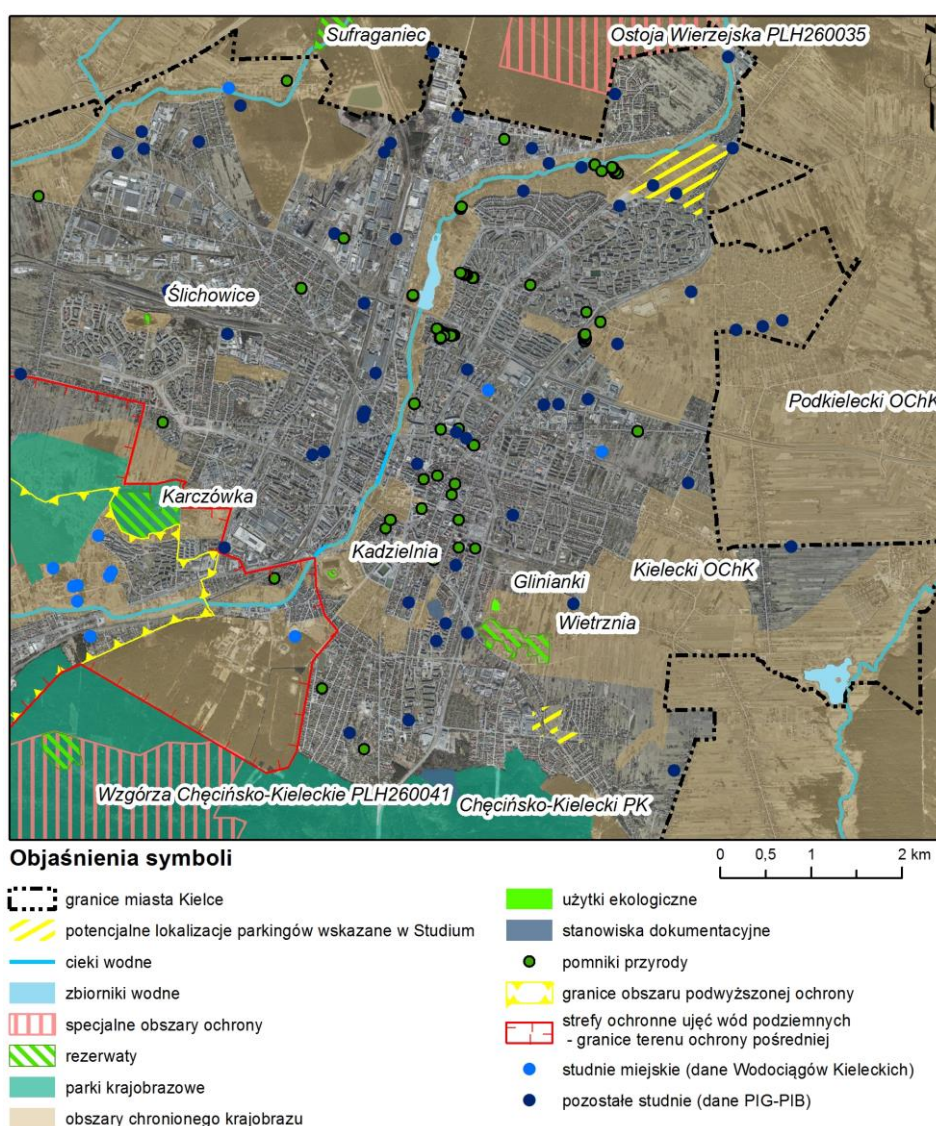 Sufraganiec
Ostoja Wierzejska PLH260035
Ślichowice
Podkielecki OChK
Karczówka
Kadzielnia
Glinianki
Kielecki OChK
Wietrznia
Wzgórza Chęcińsko-Kieleckie PLH260041
Chęcińsko-Kielecki PK
Objaśnienia symboli
0 0,5 1 2 km
granice miasta Kielce
potencjalne lokalizacje parkingów wskazane w Studium
cieki wodne
zbiorniki wodne
specjalne obszary ochrony
rezerwaty
parki krajobrazowe
obszary chronionego krajobrazu
użytki ekologiczne
stanowiska dokumentacyjne
pomniki przyrody
granice obszaru podwyższonej ochrony
strefy ochronne ujęć wód podziemnych
- granice terenu ochrony pośredniej
studnie miejskie (dane Wodociągów Kieleckich)
pozostałe studnie (dane PIG-PIB)